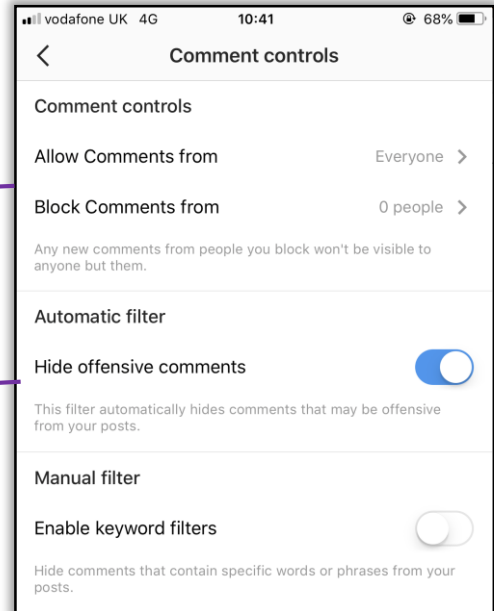 vodafone UK 4G 10:41 68%
Comment controls
Comment controls
Allow Comments from Everyone
Block Comments from 0 people
Any new comments from people you block won't be visible to
anyone but them.
Automatic filter
Hide offensive comments
This filter automatically hides comments that may be offensive
from your posts.
Manual filter
Enable keyword filters
Hide comments that contain specific words or phrases from your
posts.